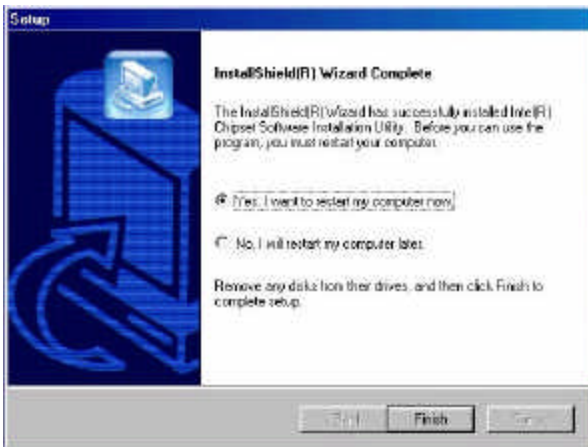 Setup
InstallShield(R) Wizard Complete
The InstallShield(R) Wizard has successfully installed Intel(R)
Chipset Software Installation Utility. Before you can use the
program, you must restart your computer.
Yes, I want to restart my computer now.
No, I will restart my computer later.
Remove any disks from their drives, and then click Finish to
complete setup.
Finish